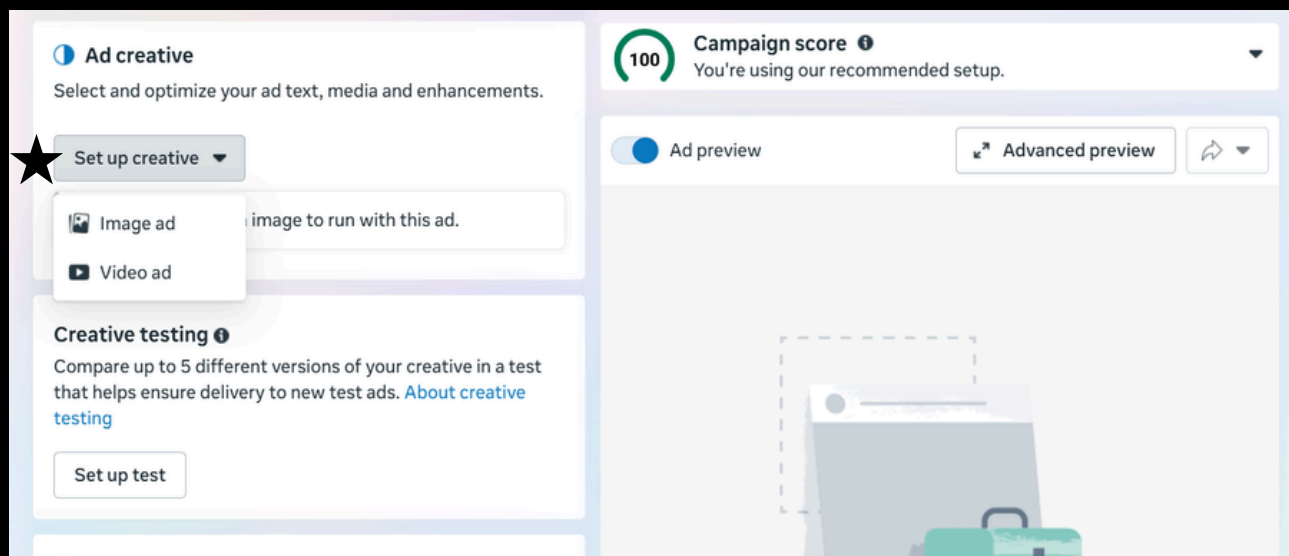 Ad creative
Select and optimize your ad text, media and enhancements.
Set up creative
Image ad
Video ad
image to run with this ad.
Creative testing
Compare up to 5 different versions of your creative in a test
that helps ensure delivery to new test ads. About creative
testing
Set up test
100
Campaign score
You're using our recommended setup.
Ad preview
Advanced preview